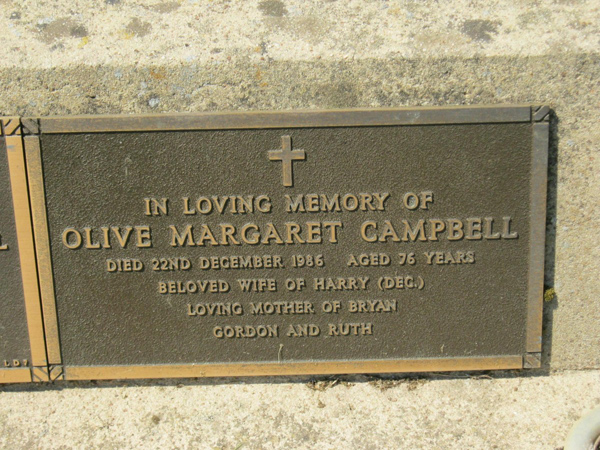 IN LOVING MEMORY OF
OLIVE MARGARET CAMPBELL
DIED 22ND DECEMBER 1986 AGED 76 YEARS
BELOVED WIFE OF HARRY (DEC.)
LOVING MOTHER OF BRYAN
GORDON AND RUTH